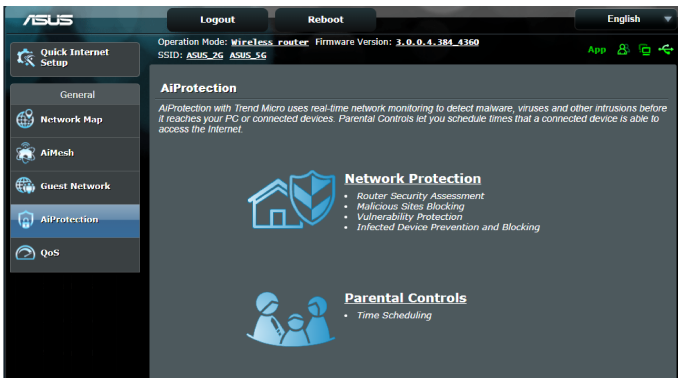 ASUS
Logout
Reboot
English
Operation Mode: Wireless router Firmware Version: 3.0.0.4.384_4360
SSID: ASUS_2G ASUS_5G
App
Quick Internet
Setup
General
Network Map
AiMesh
Guest Network
AiProtection
QoS
AiProtection
AiProtection with Trend Micro uses real-time network monitoring to detect malware, viruses and other intrusions before
it reaches your PC or connected devices. Parental Controls let you schedule times that a connected device is able to
access the Internet.
Network Protection
• Router Security Assessment
• Malicious Sites Blocking
• Vulnerability Protection
• Infected Device Prevention and Blocking
Parental Controls
• Time Scheduling